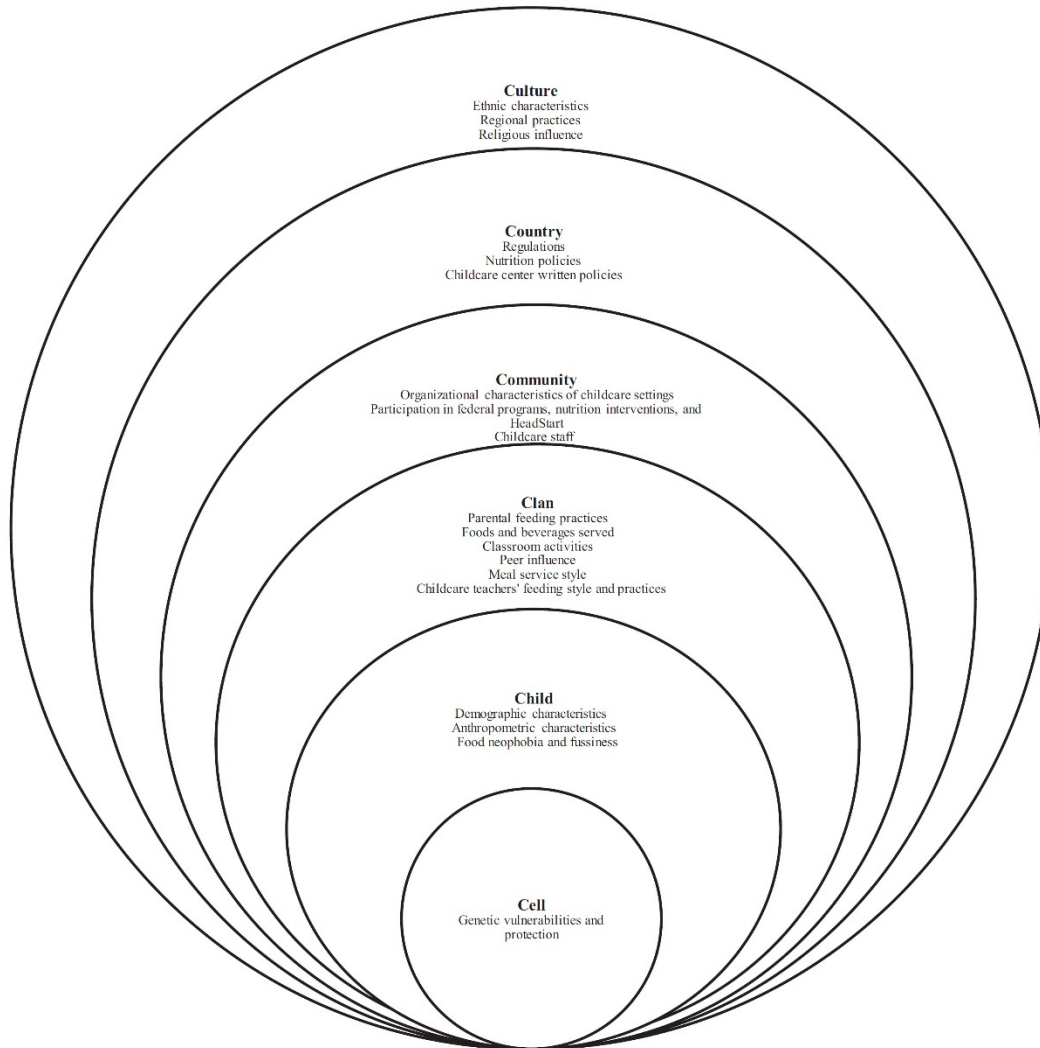 Culture
Ethnic characteristics
Regional practices
Religious influence
Country
Regulations
Nutrition policies
Childcare center written policies
Community
Organizational characteristics of childcare settings
Participation in federal programs, nutrition interventions, and
HeadStart
Childcare staff
Clan
Parental feeding practices
Foods and beverages served
Classroom activities
Peer influence
Meal service style
Childcare teachers' feeding style and practices
Child
Demographic characteristics
Anthropometric characteristics
Food neophobia and fussiness
Cell
Genetic vulnerabilities and
protection